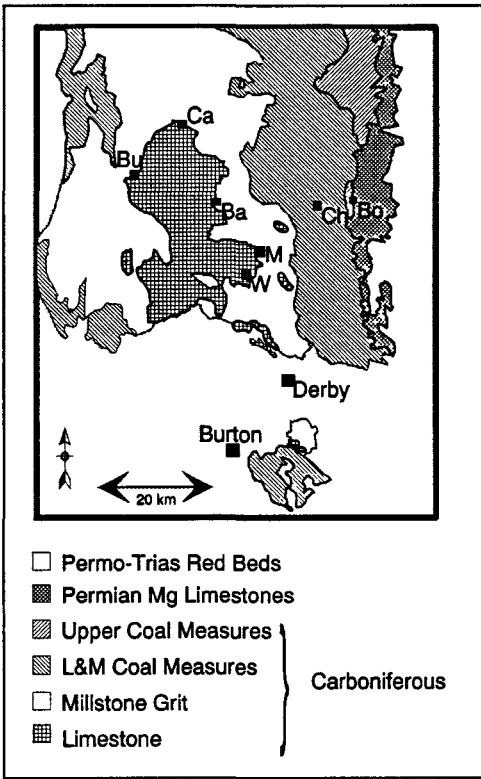 Ca
Bu
Ba
Ch
Bo
M
W
Derby
Burton
20 km
Permo-Trias Red Beds
Permian Mg Limestones
Upper Coal Measures
L&M Coal Measures
Carboniferous
Millstone Grit
Limestone